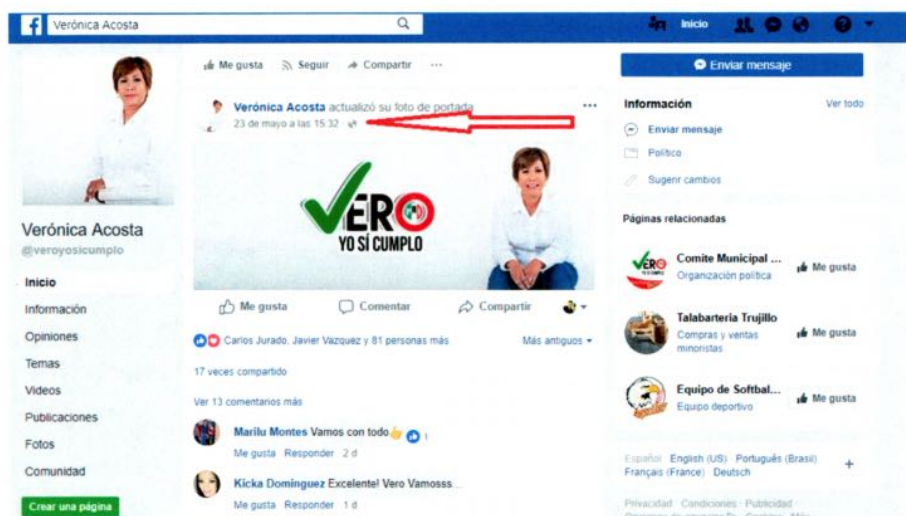 Verónica Acosta
Inicio
Me gusta Seguir Compartir ...
Enviar mensaje
Verónica Acosta actualizó su foto de portada
23 de mayo a las 15:32
VERO
PRI
YO SÍ CUMPLO
Verónica Acosta
@veroyosicumplo
Inicio
Información
Opiniones
Temas
Videos
Publicaciones
Fotos
Comunidad
Crear una página
Me gusta Comentar Compartir
Carlos Jurado, Javier Vazquez y 81 personas más
Más antiguos
17 veces compartido
Ver 13 comentarios más
Marilu Montes Vamos con todo 1
Me gusta Responder 2 d
Kicka Dominguez Excelente! Vero Vamosss...
Me gusta Responder 1 d
Información Ver todo
Enviar mensaje
Político
Sugerir cambios
Páginas relacionadas
VERO
Comite Municipal ...
Organización política
Me gusta
Talabarteria Trujillo
Compras y ventas
minoristas
Me gusta
Equipo de Softbal...
Equipo deportivo
Me gusta
Español · English (US) · Português (Brasil)
Français (France) · Deutsch
Privacidad · Condiciones · Publicidad